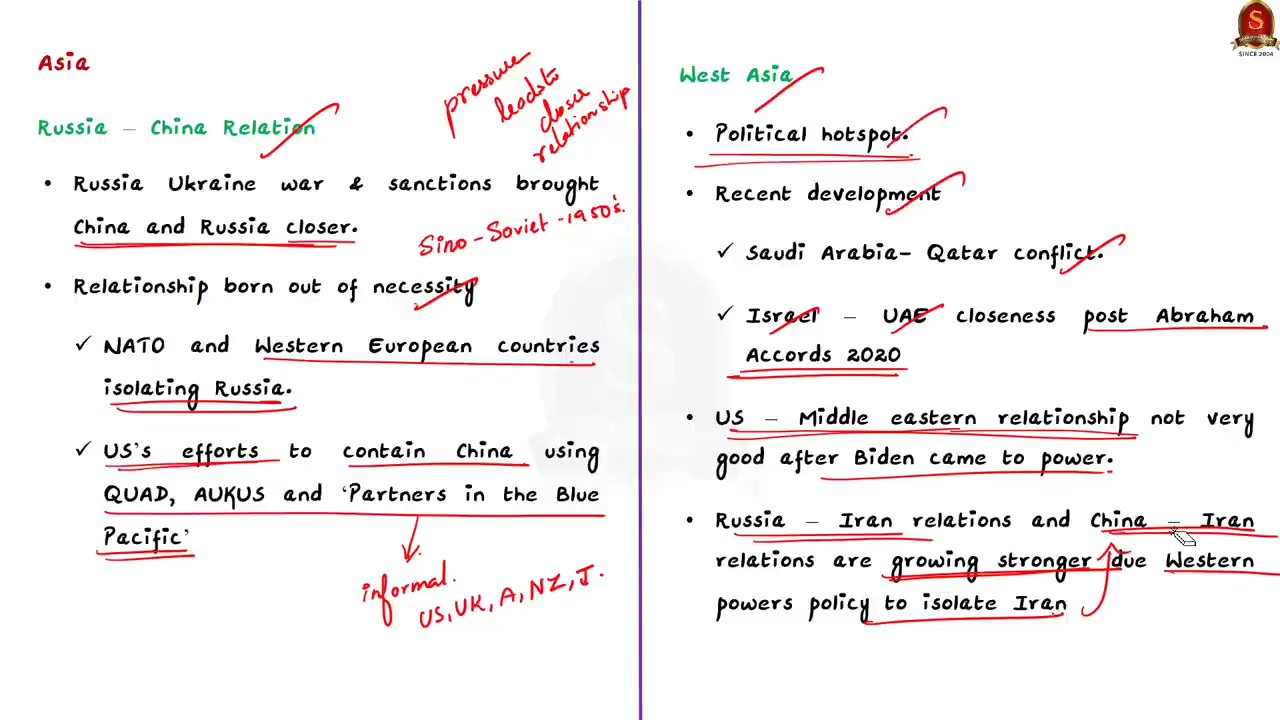 Asia
Russia – China Relation
• Russia Ukraine war & sanctions brought
China and Russia closer.
• Relationship born out of necessity
✓ NATO and Western European countries
isolating Russia.
✓ US's efforts to contain China using
QUAD, AUKUS and 'Partners in the Blue
Pacific'
pressure
leads to
closer
relationship
Sino-Soviet - 1950's.
informal.
US, UK, A, NZ, J.
West Asia
• Political hotspot.
• Recent development
✓ Saudi Arabia- Qatar conflict.
✓ Israel – UAE closeness post Abraham
Accords 2020
• US – Middle eastern relationship not very
good after Biden came to power.
• Russia – Iran relations and China – Iran
relations are growing stronger due Western
powers policy to isolate Iran
S
SINCE 2004